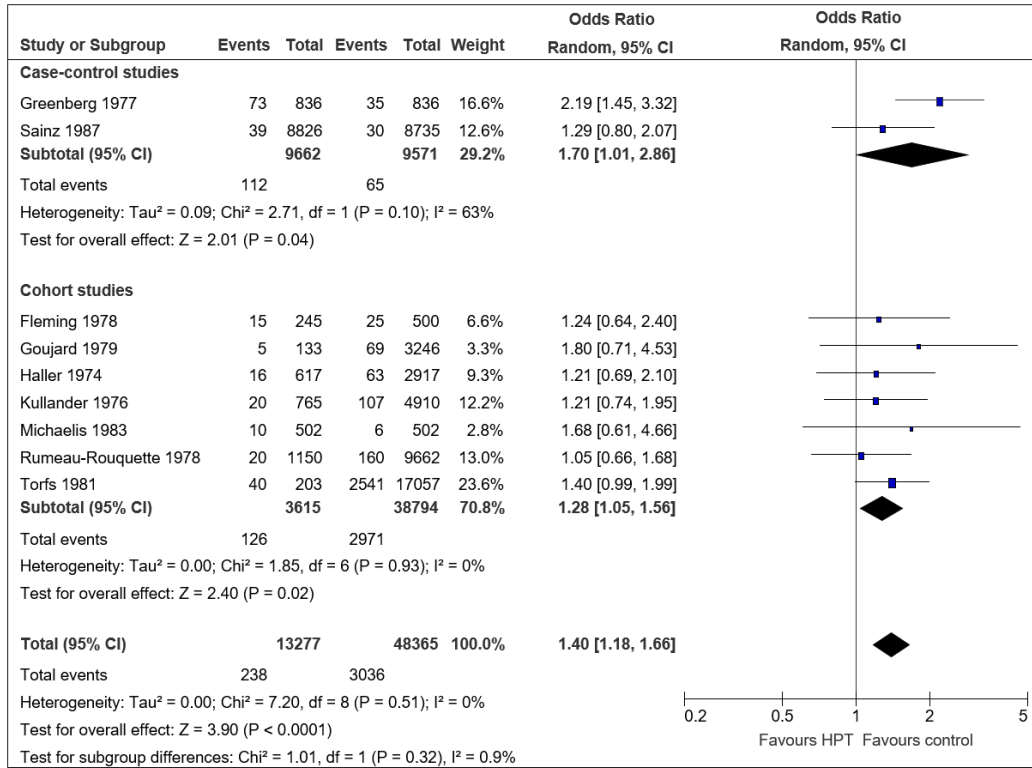 Odds Ratio Odds Ratio
Study or Subgroup Events Total Events Total Weight Random, 95% CI Random, 95% CI
Case-control studies
Greenberg 1977 73 836 35 836 16.6% 2.19 [1.45, 3.32]
Sainz 1987 39 8826 30 8735 12.6% 1.29 [0.80, 2.07]
Subtotal (95% CI) 9662 9571 29.2% 1.70 [1.01, 2.86]
Total events 112 65
Heterogeneity: Tau² = 0.09; Chi² = 2.71, df = 1 (P = 0.10); I² = 63%
Test for overall effect: Z = 2.01 (P = 0.04)
Cohort studies
Fleming 1978 15 245 25 500 6.6% 1.24 [0.64, 2.40]
Goujard 1979 5 133 69 3246 3.3% 1.80 [0.71, 4.53]
Haller 1974 16 617 63 2917 9.3% 1.21 [0.69, 2.10]
Kullander 1976 20 765 107 4910 12.2% 1.21 [0.74, 1.95]
Michaelis 1983 10 502 6 502 2.8% 1.68 [0.61, 4.66]
Rumeau-Rouquette 1978 20 1150 160 9662 13.0% 1.05 [0.66, 1.68]
Torfs 1981 40 203 2541 17057 23.6% 1.40 [0.99, 1.99]
Subtotal (95% CI) 3615 38794 70.8% 1.28 [1.05, 1.56]
Total events 126 2971
Heterogeneity: Tau² = 0.00; Chi² = 1.85, df = 6 (P = 0.93); I² = 0%
Test for overall effect: Z = 2.40 (P = 0.02)
Total (95% CI) 13277 48365 100.0% 1.40 [1.18, 1.66]
Total events 238 3036
Heterogeneity: Tau² = 0.00; Chi² = 7.20, df = 8 (P = 0.51); I² = 0%
Test for overall effect: Z = 3.90 (P < 0.0001)
Test for subgroup differences: Chi² = 1.01, df = 1 (P = 0.32), I² = 0.9%
0.2 0.5 1 2 5
Favours HPT Favours control